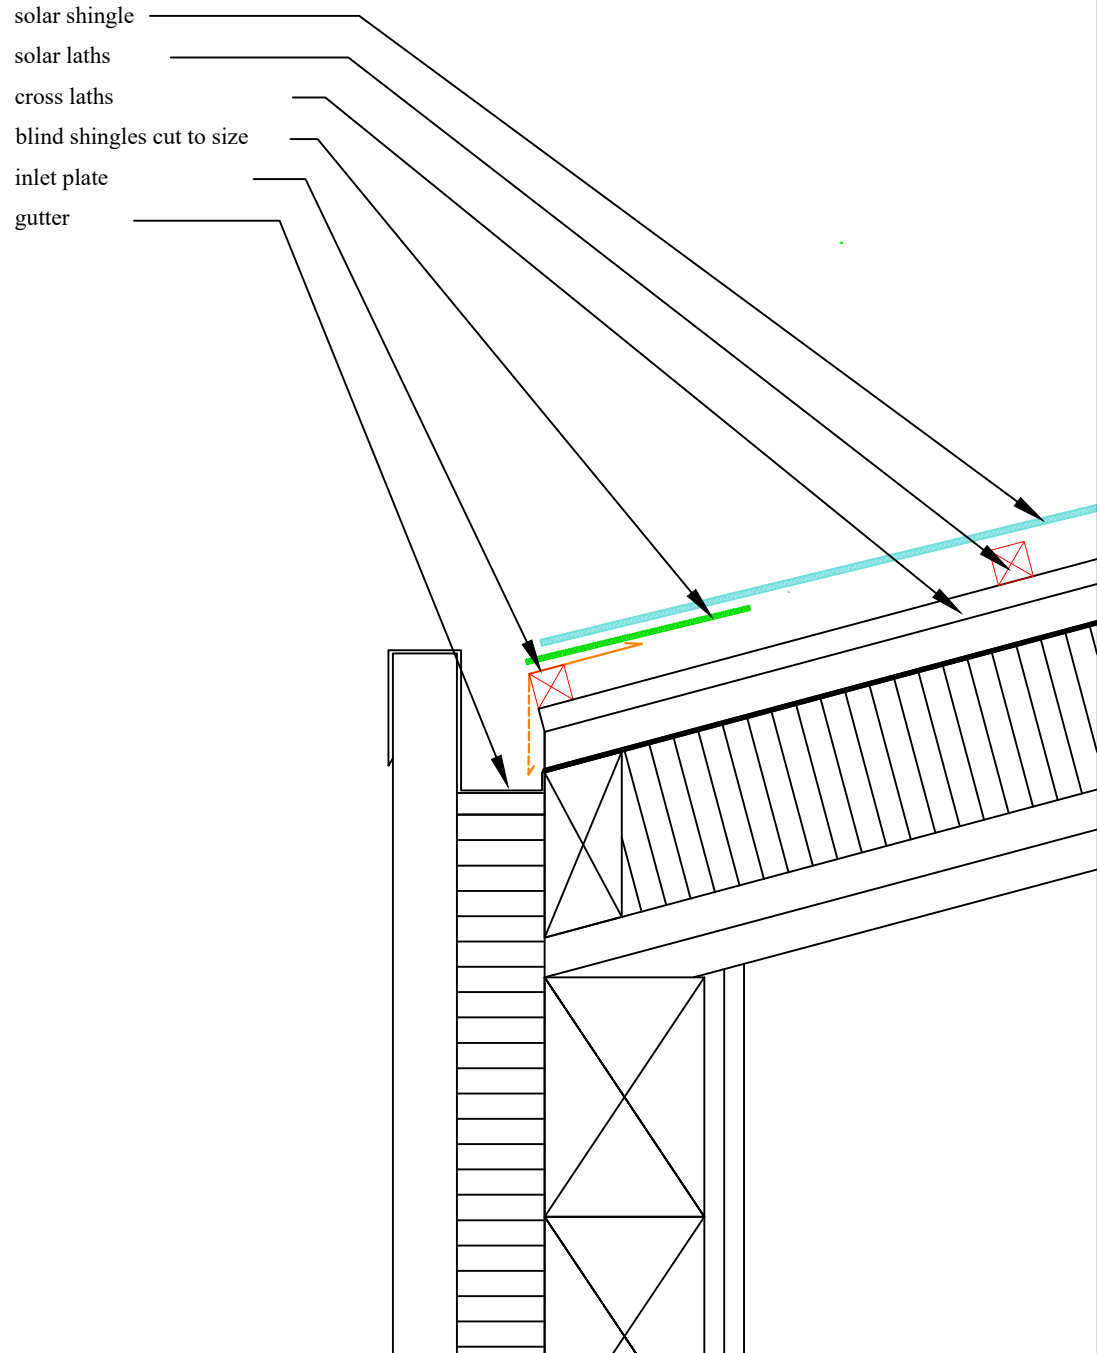 solar shingle
solar laths
cross laths
blind shingles cut to size
inlet plate
gutter